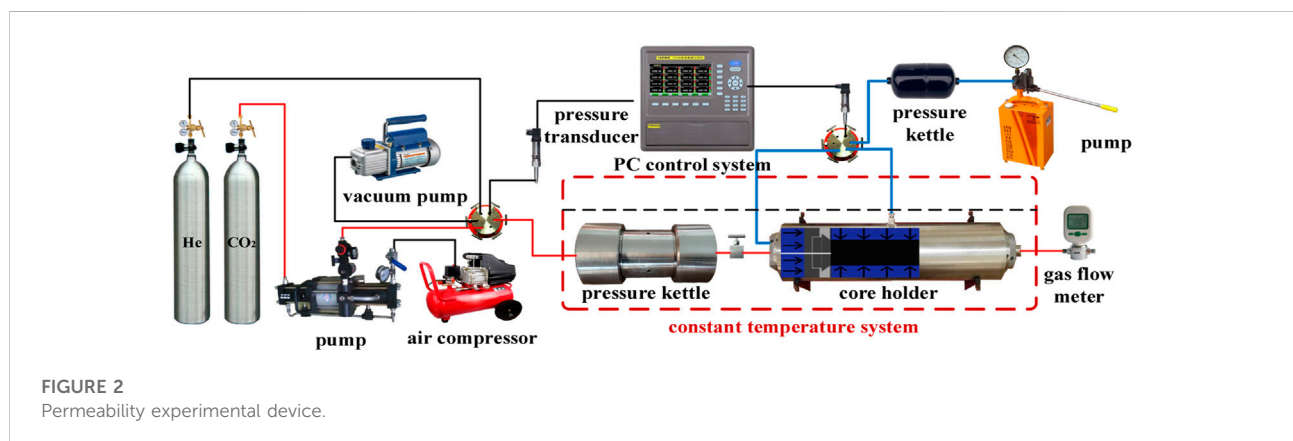 pressure
transducer
PC control system
pressure
kettle
pump
vacuum pump
He
CO₂
pump
air compressor
pressure kettle
core holder
gas flow
meter
constant temperature system
FIGURE 2
Permeability experimental device.